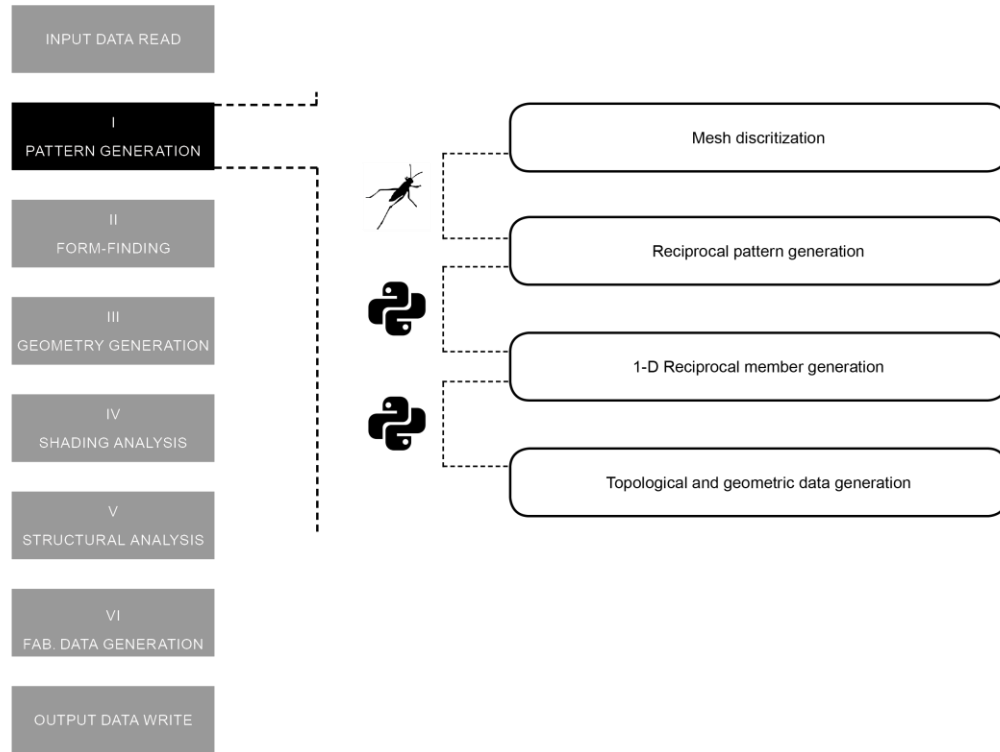 INPUT DATA READ
I
PATTERN GENERATION
II
FORM-FINDING
III
GEOMETRY GENERATION
IV
SHADING ANALYSIS
V
STRUCTURAL ANALYSIS
VI
FAB. DATA GENERATION
OUTPUT DATA WRITE
Mesh discritization
Reciprocal pattern generation
1-D Reciprocal member generation
Topological and geometric data generation